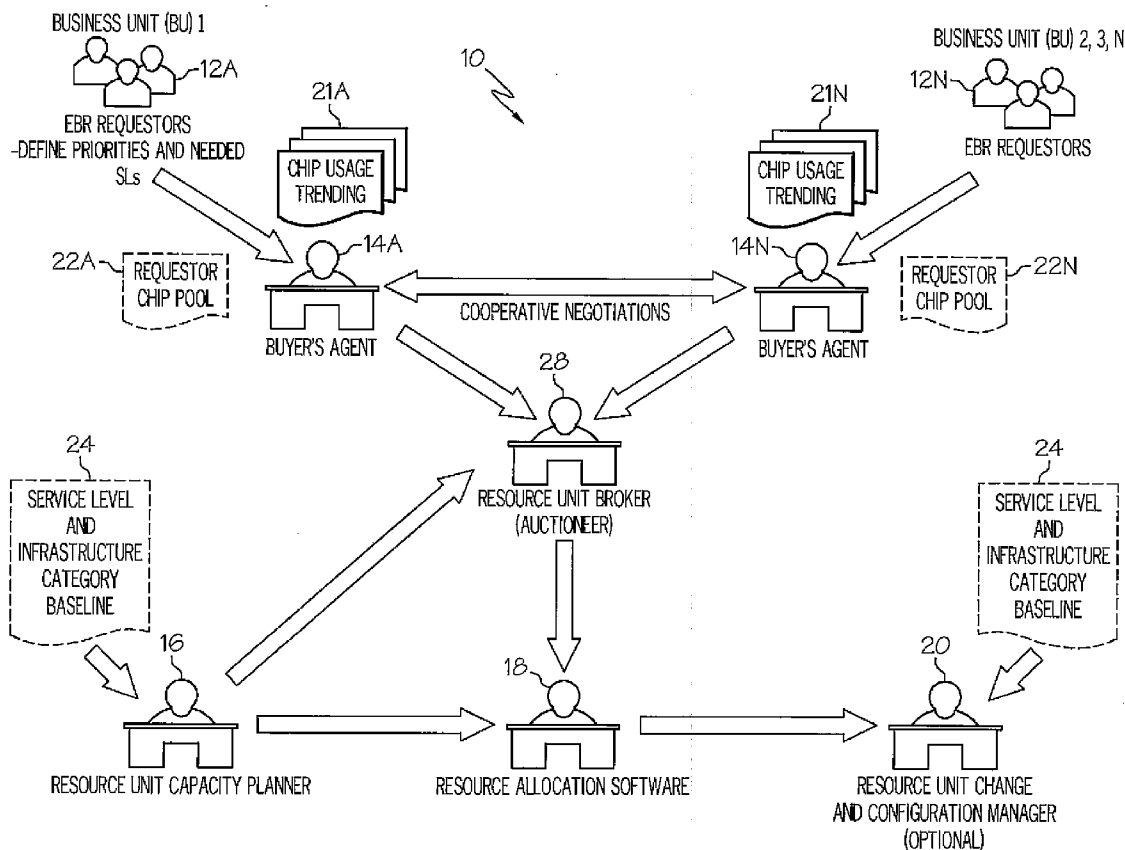 BUSINESS UNIT (BU) 1
12A
EBR REQUESTORS
-DEFINE PRIORITIES AND NEEDED
SLs
10
BUSINESS UNIT (BU) 2, 3, N
12N
EBR REQUESTORS
21A
CHIP USAGE
TRENDING
21N
CHIP USAGE
TRENDING
22A
REQUESTOR
CHIP POOL
14A
BUYER'S AGENT
COOPERATIVE NEGOTIATIONS
14N
BUYER'S AGENT
22N
REQUESTOR
CHIP POOL
28
RESOURCE UNIT BROKER
(AUCTIONEER)
24
SERVICE LEVEL
AND
INFRASTRUCTURE
CATEGORY
BASELINE
24
SERVICE LEVEL
AND
INFRASTRUCTURE
CATEGORY
BASELINE
16
RESOURCE UNIT CAPACITY PLANNER
18
RESOURCE ALLOCATION SOFTWARE
20
RESOURCE UNIT CHANGE
AND CONFIGURATION MANAGER
(OPTIONAL)